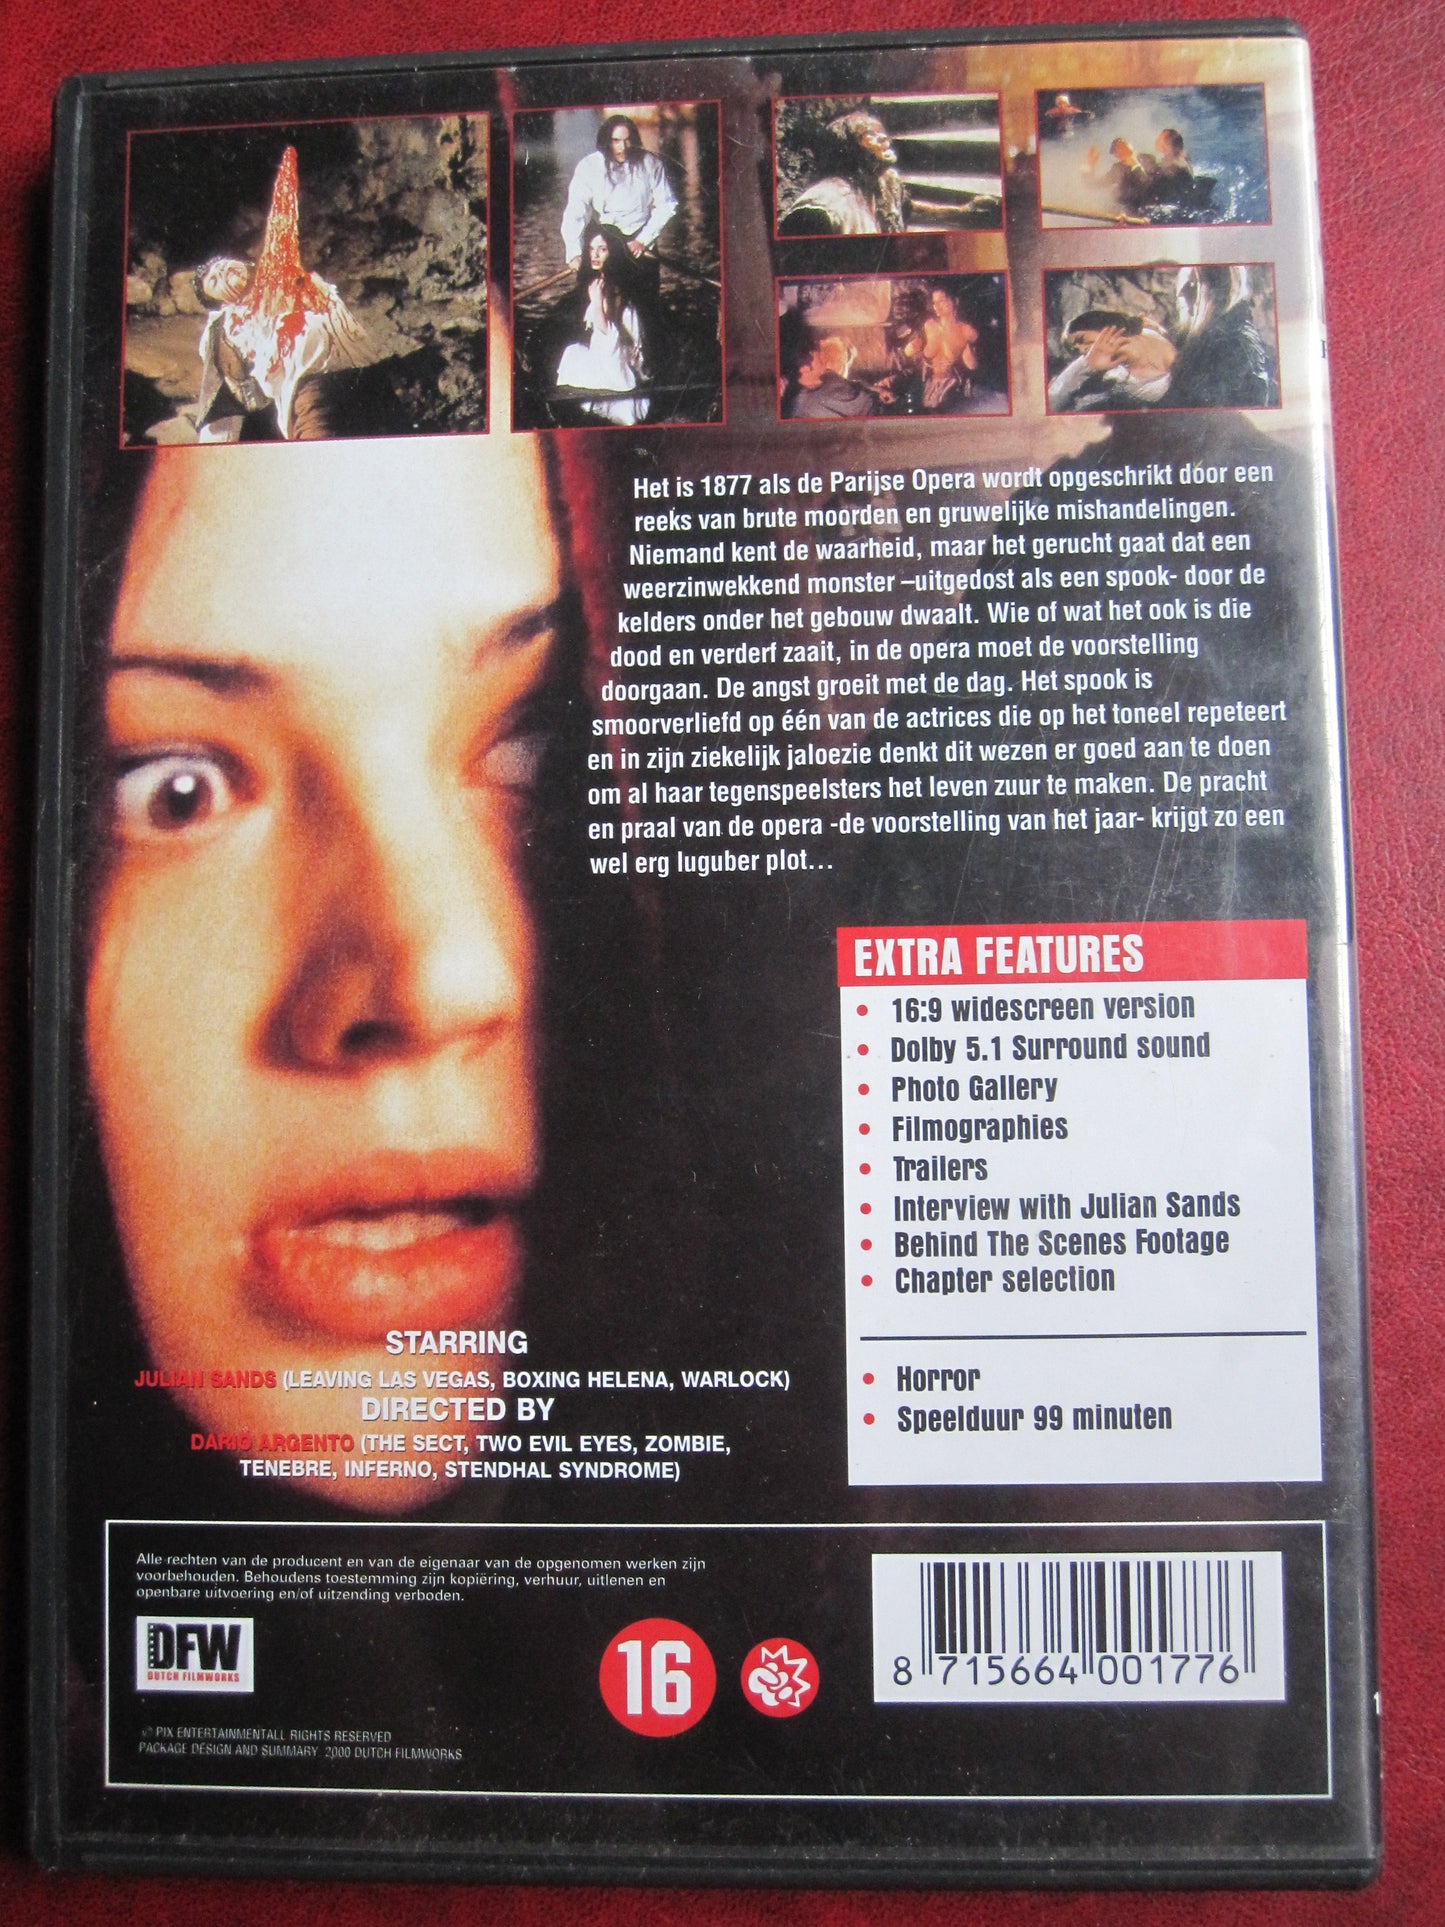 Het is 1877 als de Parijse Opera wordt opgeschrikt door een
reeks van brute moorden en gruwelijke mishandelingen.
Niemand kent de waarheid, maar het gerucht gaat dat een
weerzinwekkend monster –uitgedost als een spook- door de
kelders onder het gebouw dwaalt. Wie of wat het ook is die
dood en verderf zaait, in de opera moet de voorstelling
doorgaan. De angst groeit met de dag. Het spook is
smoorverliefd op één van de actrices die op het toneel repeteert
en in zijn ziekelijk jaloezie denkt dit wezen er goed aan te doen
om al haar tegenspeelsters het leven zuur te maken. De pracht
en praal van de opera -de voorstelling van het jaar- krijgt zo een
wel erg luguber plot...
EXTRA FEATURES
• 16:9 widescreen version
• Dolby 5.1 Surround sound
• Photo Gallery
• Filmographies
• Trailers
• Interview with Julian Sands
• Behind The Scenes Footage
• Chapter selection
• Horror
• Speelduur 99 minuten
STARRING
JULIAN SANDS (LEAVING LAS VEGAS, BOXING HELENA, WARLOCK)
DIRECTED BY
DARIO ARGENTO (THE SECT, TWO EVIL EYES, ZOMBIE,
TENEBRE, INFERNO, STENDHAL SYNDROME)
Alle rechten van de producent en van de eigenaar van de opgenomen werken zijn
voorbehouden. Behoudens toestemming zijn kopiëring, verhuur, uitlenen en
openbare uitvoering en/of uitzending verboden.
DFW
DUTCH FILMWORKS
16
8 715664 001776
PIX ENTERTAINMENTALL RIGHTS RESERVED
PACKAGE DESIGN AND SUMMARY 2000 DUTCH FILMWORKS